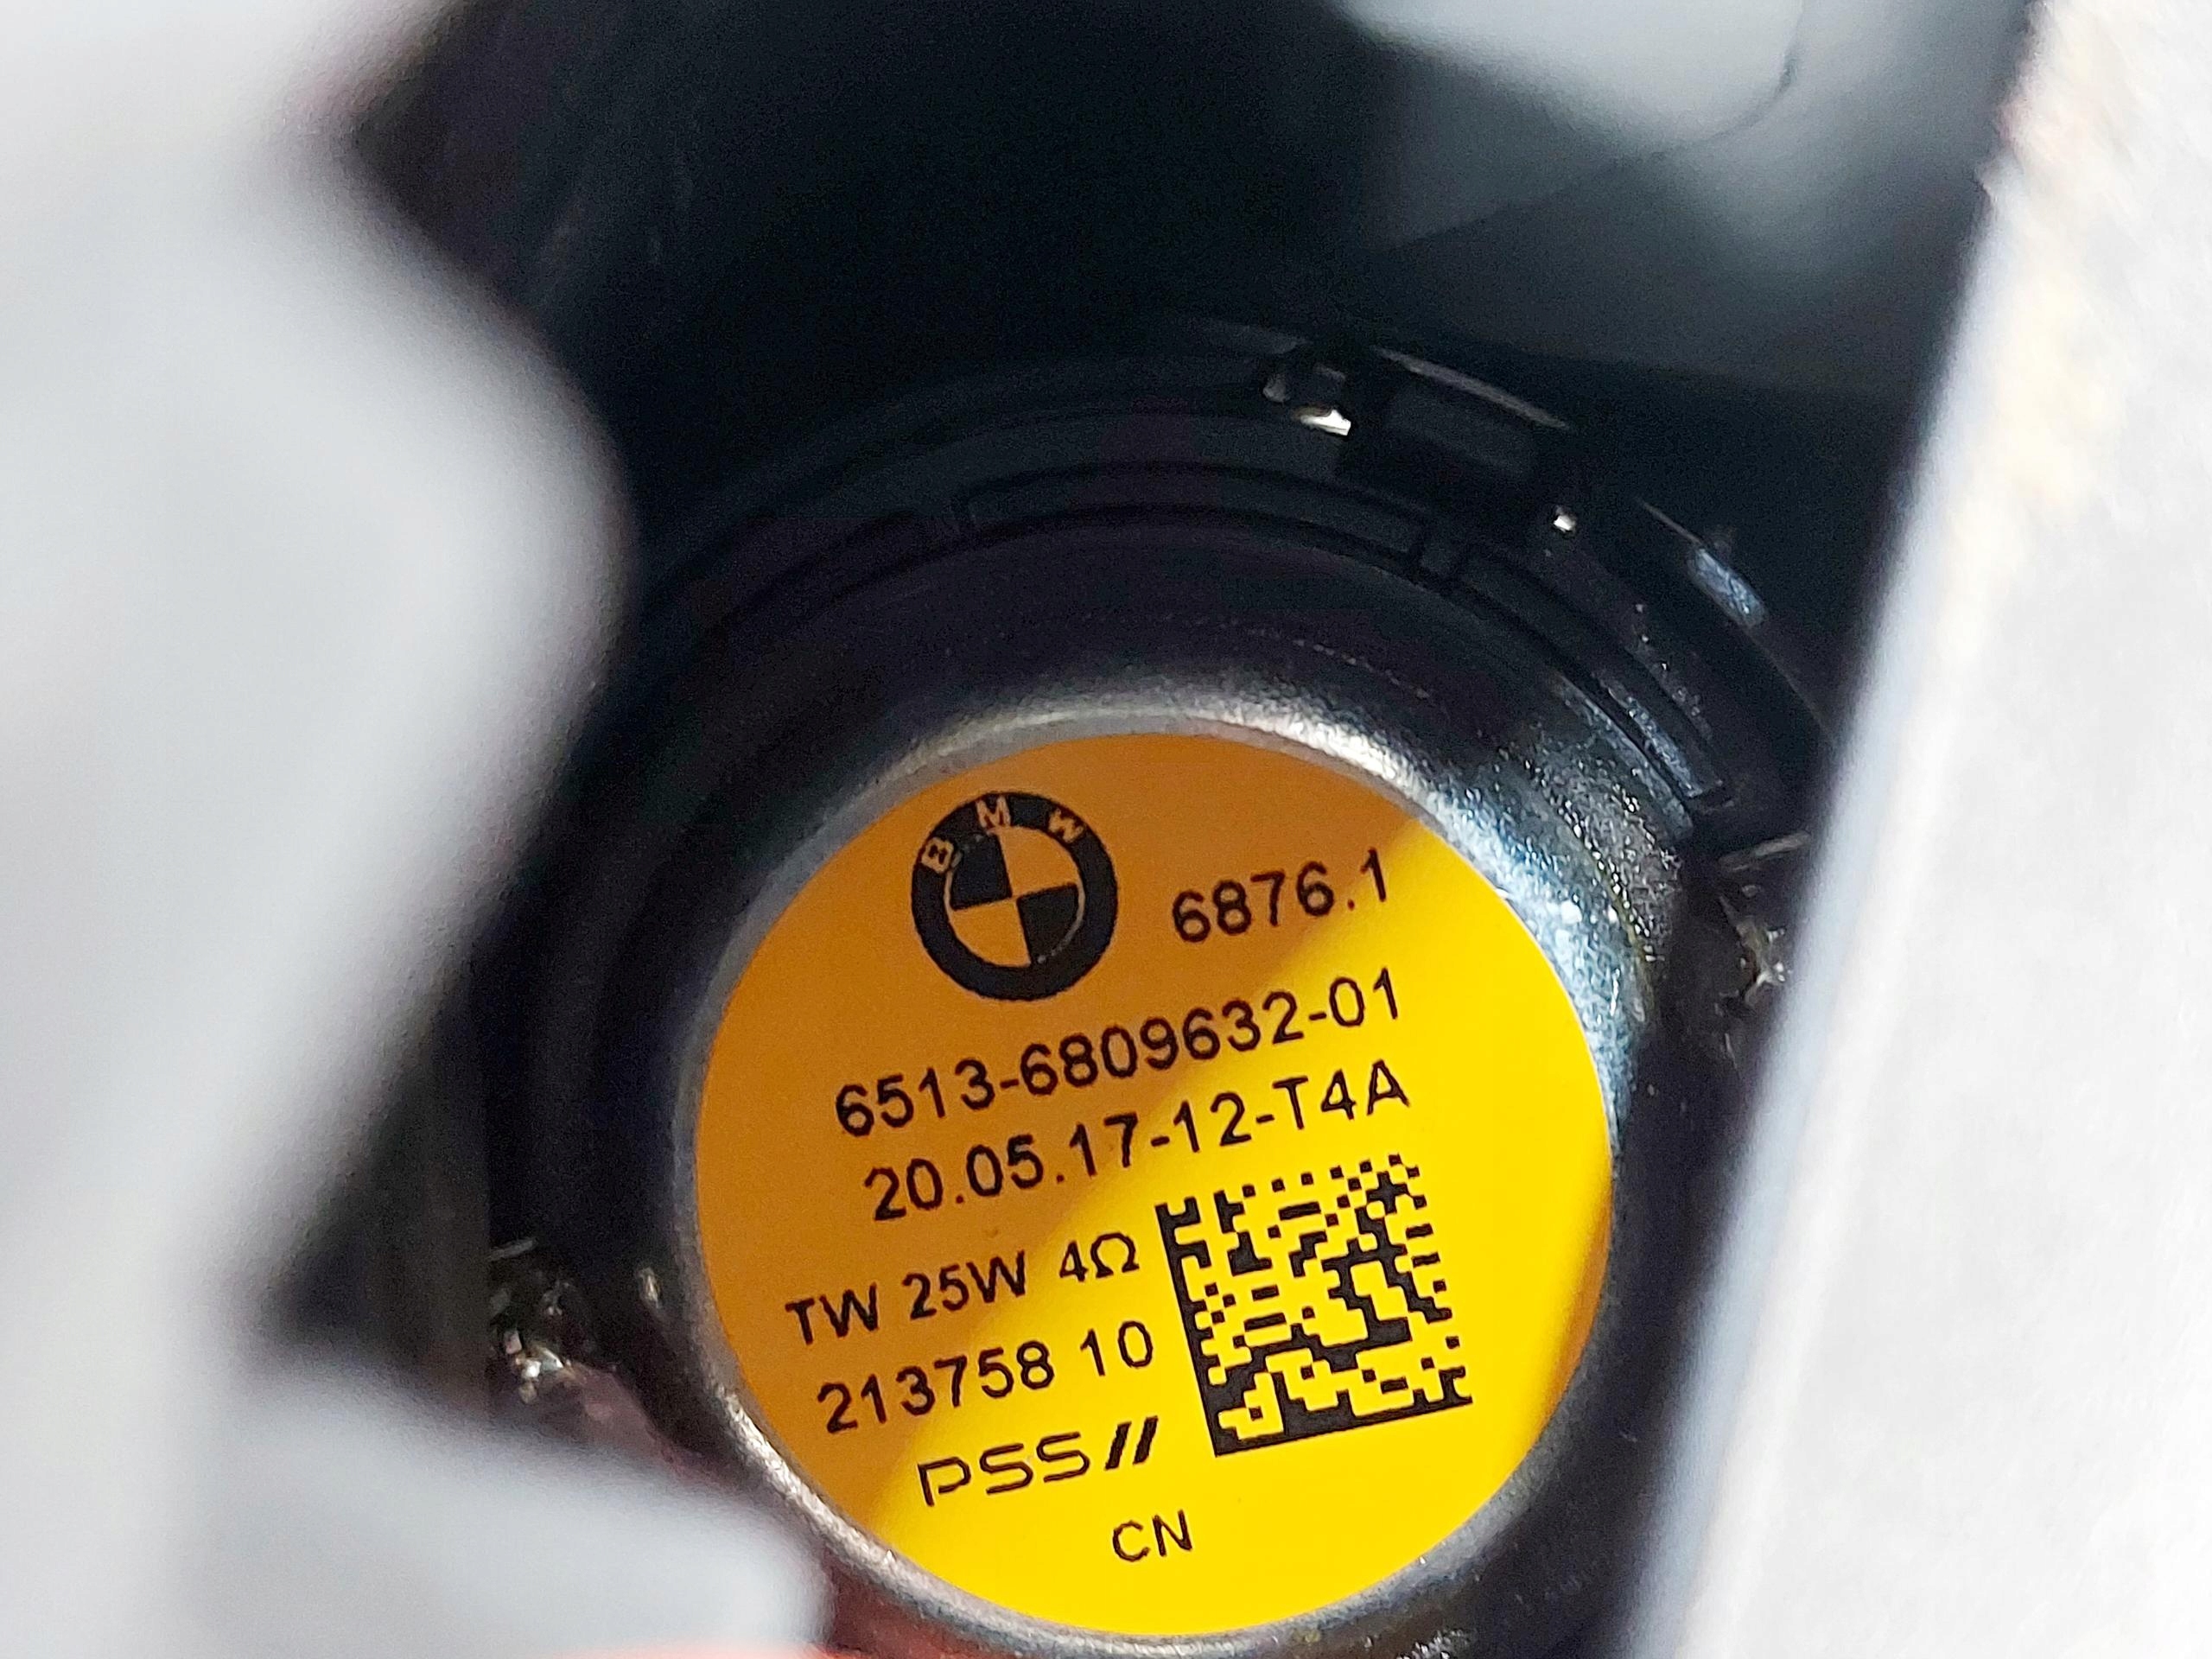 BMW
6876.1
6513-6809632-01
20.05.17-12-T4A
TW 25W 4Ω
213758 10
PSS//
CN